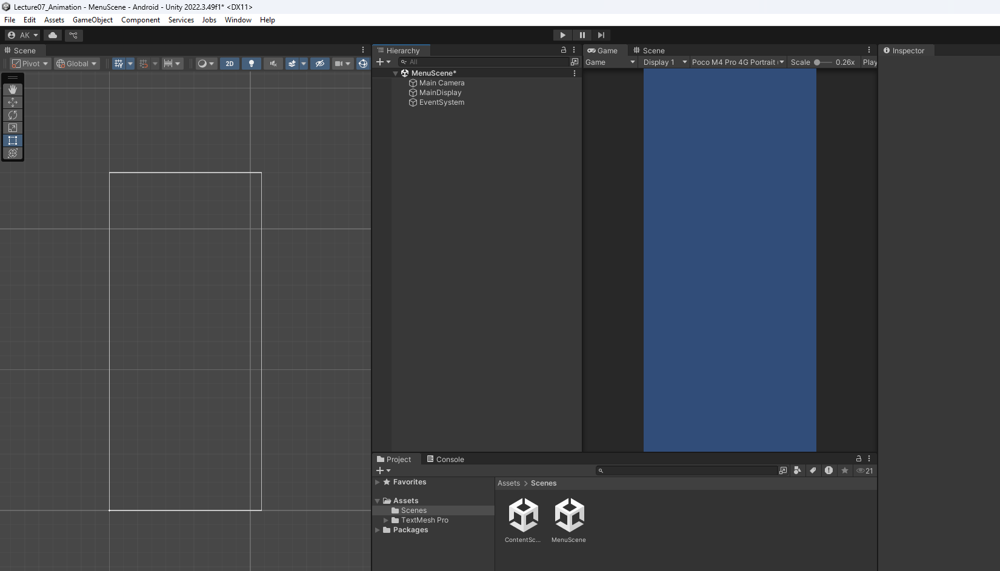 Lecture07_Animation - MenuScene - Android - Unity 2022.3.49f1* <DX11>
File Edit Assets GameObject Component Services Jobs Window Help
AK
Scene
Pivot Global 2D
Hierarchy
All
MenuScene*
Main Camera
MainDisplay
EventSystem
Game Scene
Game Display 1 Poco M4 Pro 4G Portrait ( Scale 0.26x Play
Inspector
Project Console
21
Favorites
Assets
Scenes
TextMesh Pro
Packages
Assets > Scenes
ContentSc... MenuScene